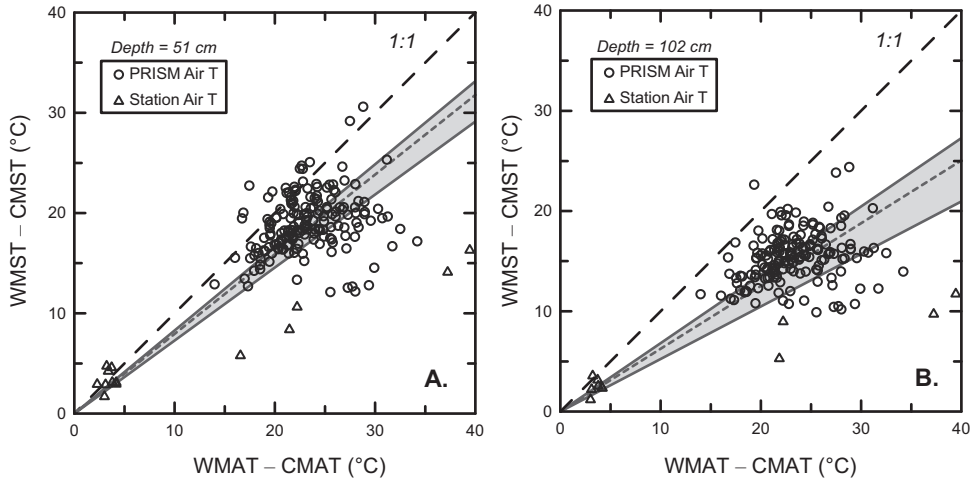 40
30
20
10
0
0
10
20
30
40
WMST – CMST (°C)
WMAT – CMAT (°C)
Depth = 51 cm
PRISM Air T
Station Air T
1:1
A.
40
30
20
10
0
0
10
20
30
40
WMST – CMST (°C)
WMAT – CMAT (°C)
Depth = 102 cm
PRISM Air T
Station Air T
1:1
B.